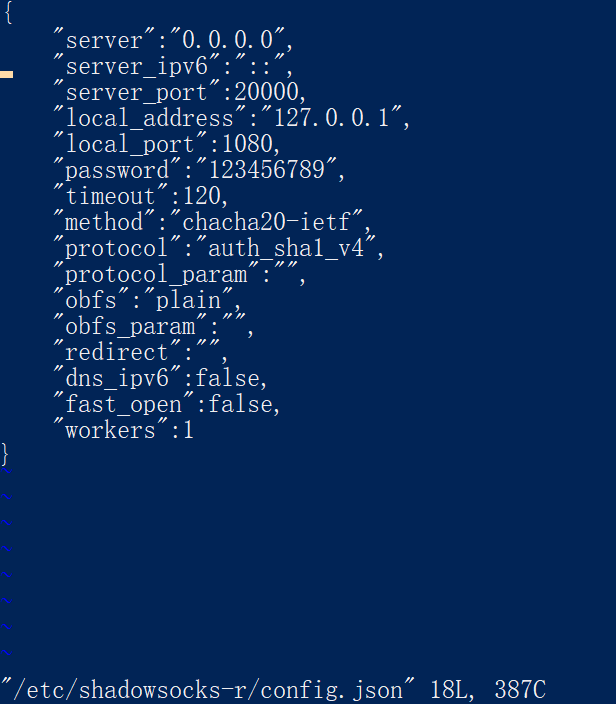 {
    "server":"0.0.0.0",
    "server_ipv6":"::",
    "server_port":20000,
    "local_address":"127.0.0.1",
    "local_port":1080,
    "password":"123456789",
    "timeout":120,
    "method":"chacha20-ietf",
    "protocol":"auth_sha1_v4",
    "protocol_param":"",
    "obfs":"plain",
    "obfs_param":"",
    "redirect":"",
    "dns_ipv6":false,
    "fast_open":false,
    "workers":1
}
~
~
~
~
~
~
~
~
"/etc/shadowsocks-r/config.json" 18L, 387C